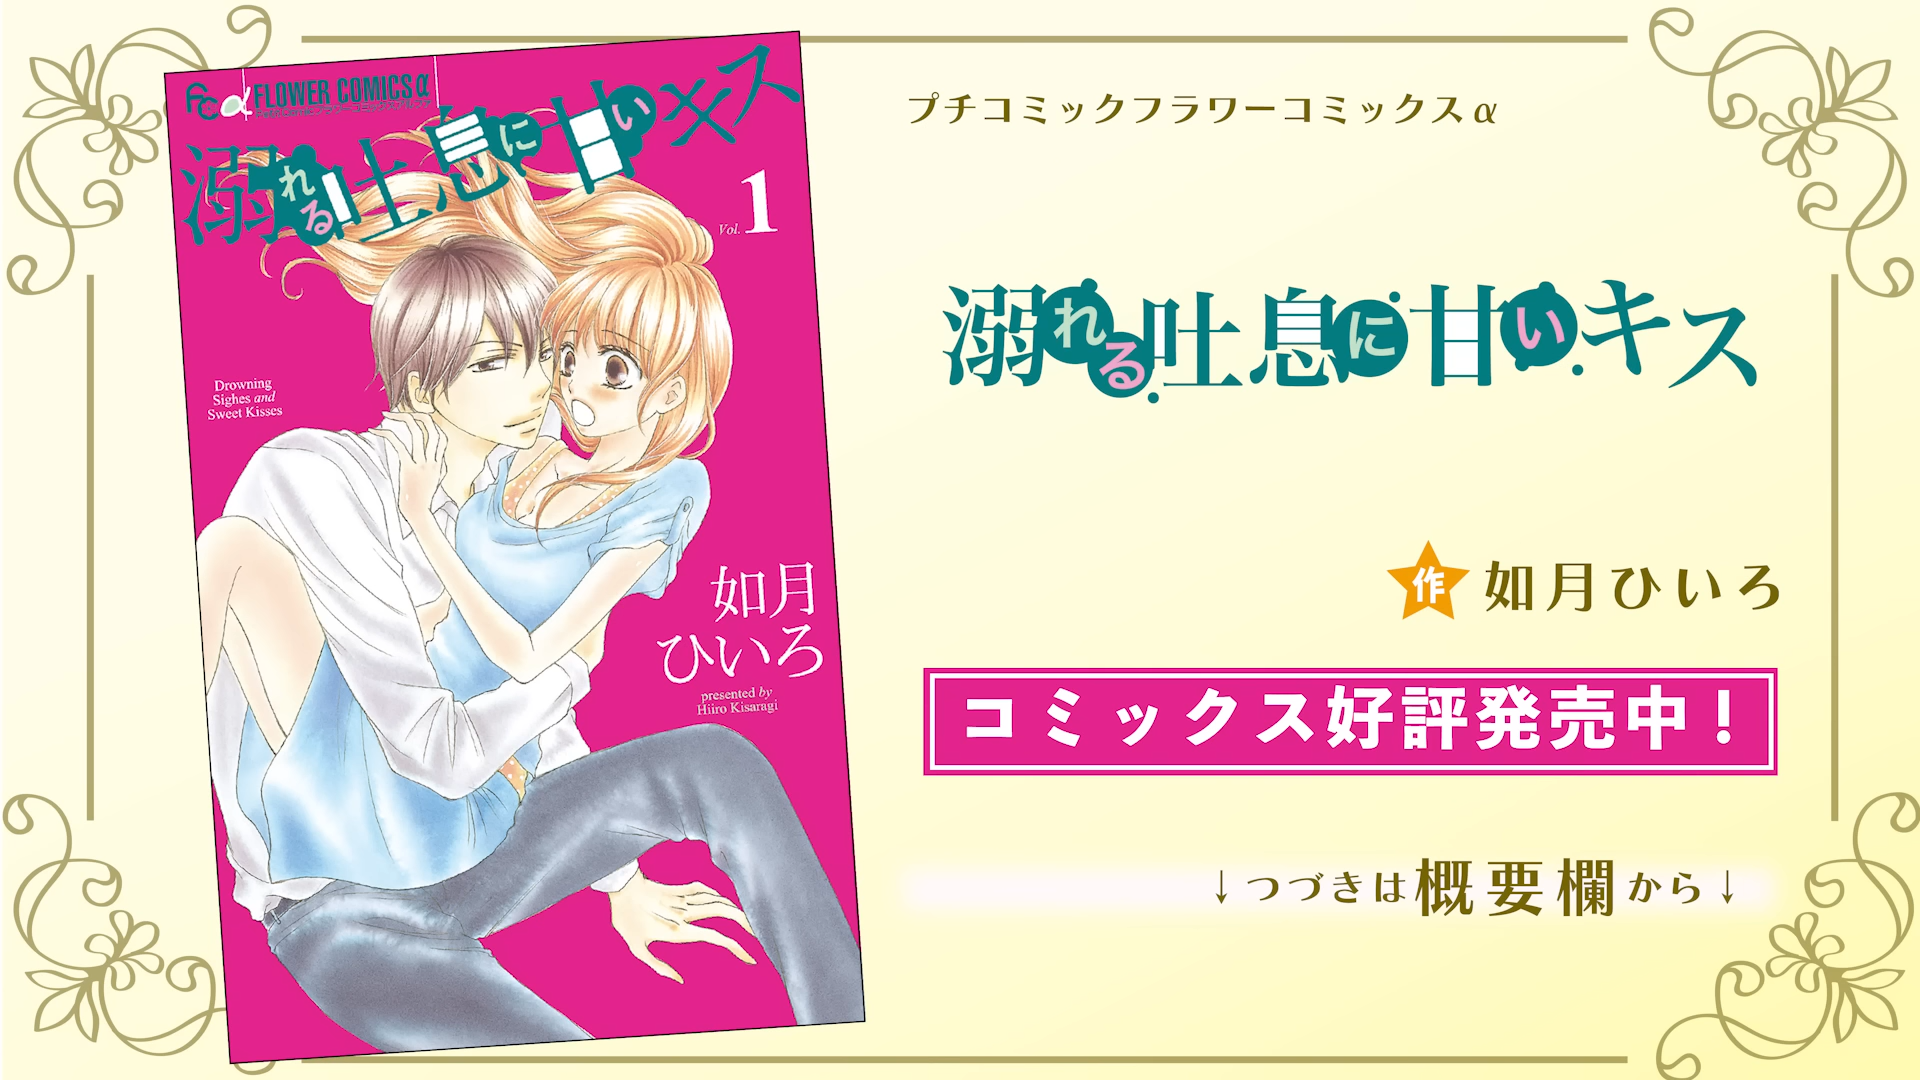 FCα FLOWER COMICS α
溺れる吐息に甘いキス
Vol.1
Drowning
Sighes and
Sweet Kisses
如月
ひいろ
presented by
Hiiro Kisaragi
プチコミックフラワーコミックスα
溺れる吐息に甘いキス
作 如月ひいろ
コミックス好評発売中！
↓つづきは概要欄から↓